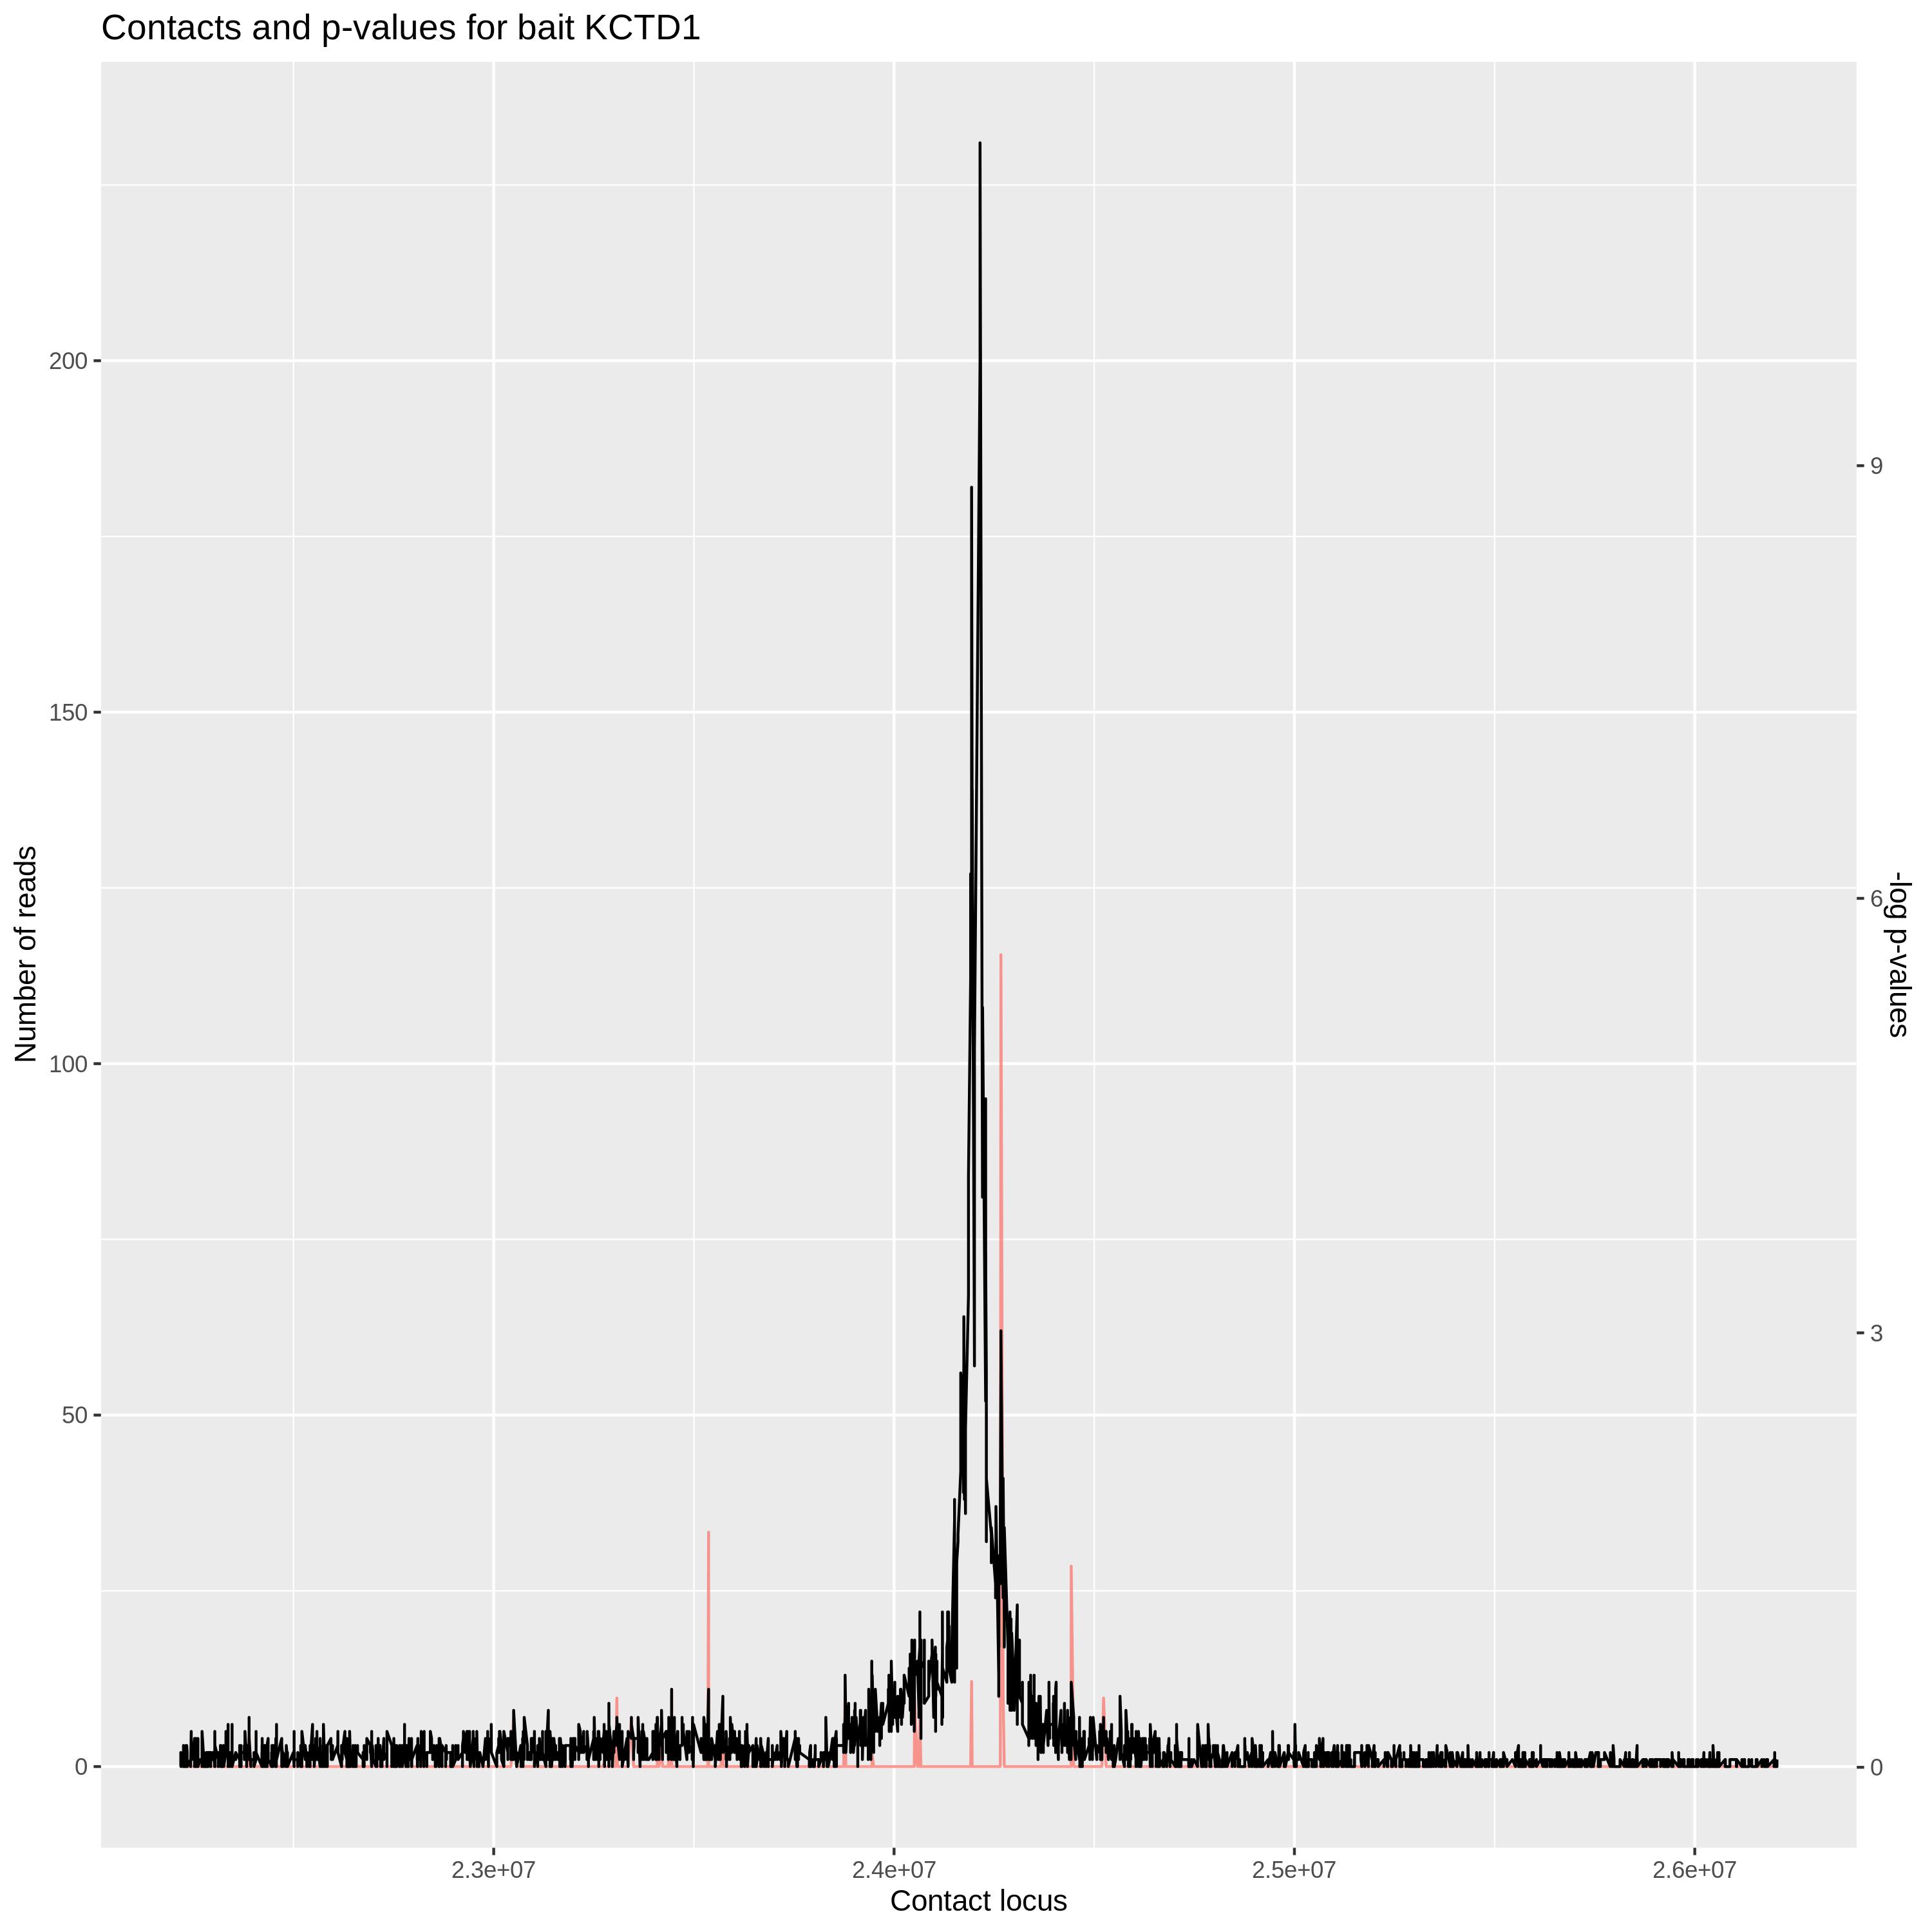 Contacts and p-values for bait KCTD1
200
150
100
50
0
Number of reads
9
6
3
0
-log p-values
2.3e+07
2.4e+07
2.5e+07
2.6e+07
Contact locus